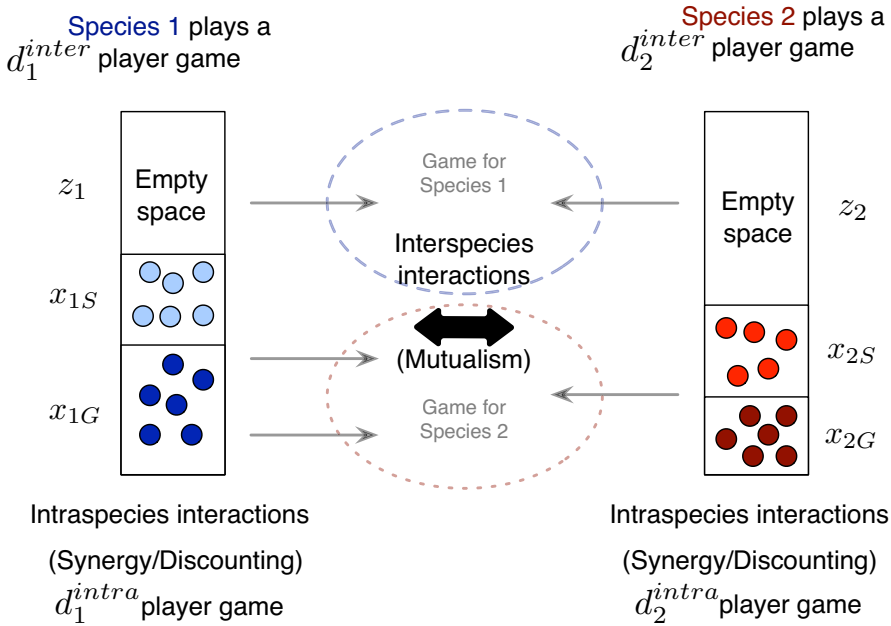 Species 1 plays a
d_1^{inter} player game
Species 2 plays a
d_2^{inter} player game
z_1
Empty
space
x_{1S}
x_{1G}
Game for
Species 1
Interspecies
interactions
(Mutualism)
Game for
Species 2
Empty
space
z_2
x_{2S}
x_{2G}
Intraspecies interactions
(Synergy/Discounting)
d_1^{intra} player game
Intraspecies interactions
(Synergy/Discounting)
d_2^{intra} player game